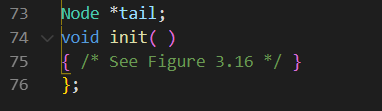 73 Node *tail;
74 void init( )
75 { /* See Figure 3.16 */ }
76 };